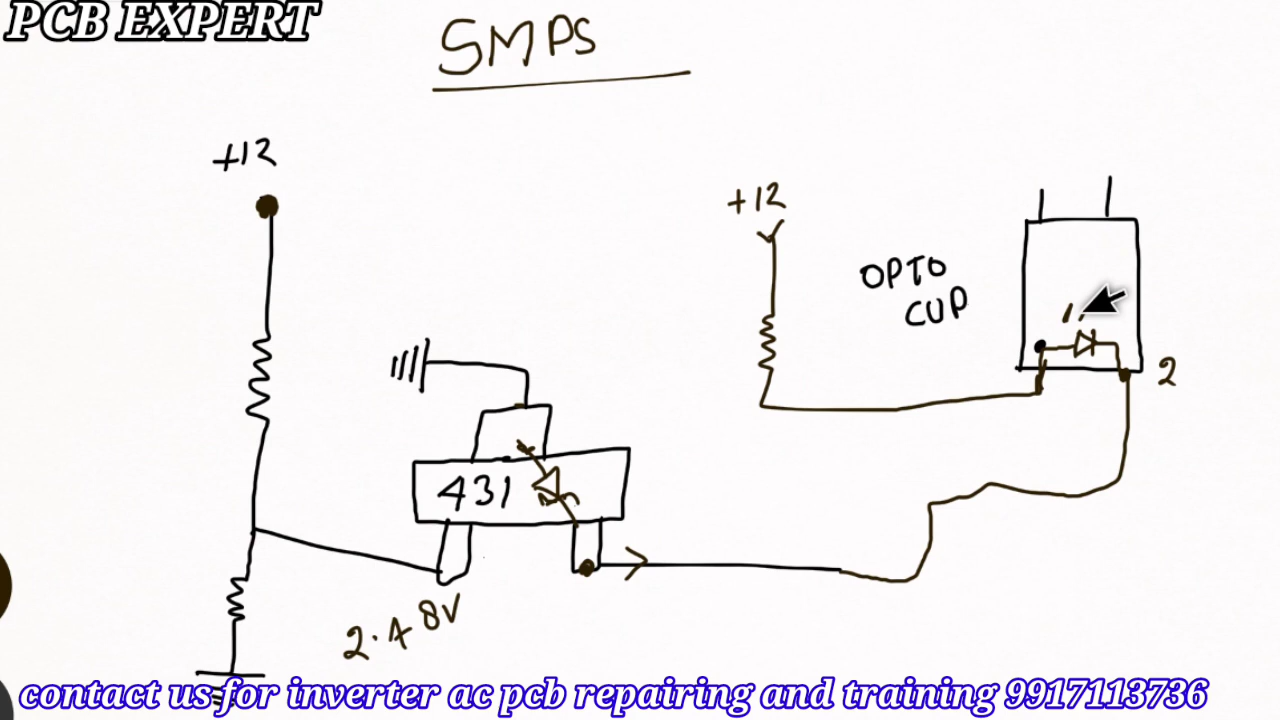 PCB EXPERT
SMPS
+12
+12
OPTO
CUP
2
431
2.48V
contact us for inverter ac pcb repairing and training 9917113736